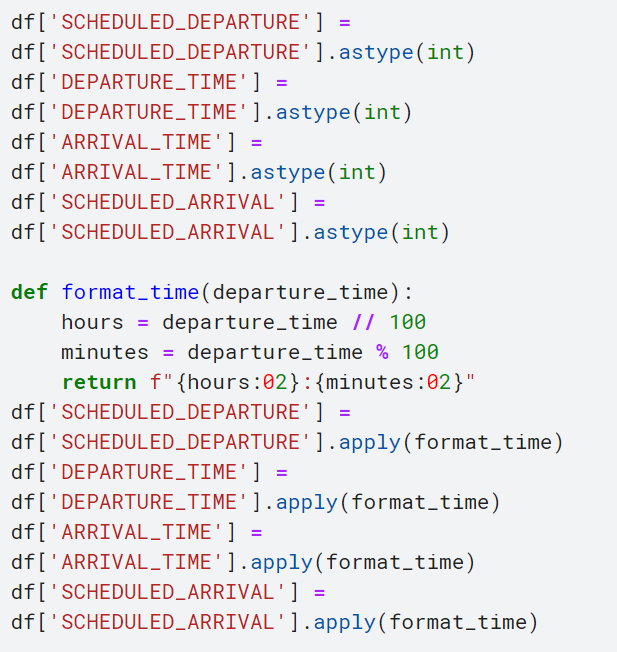 df['SCHEDULED_DEPARTURE'] =
df['SCHEDULED_DEPARTURE'].astype(int)
df['DEPARTURE_TIME'] =
df['DEPARTURE_TIME'].astype(int)
df['ARRIVAL_TIME'] =
df['ARRIVAL_TIME'].astype(int)
df['SCHEDULED_ARRIVAL'] =
df['SCHEDULED_ARRIVAL'].astype(int)

def format_time(departure_time):
    hours = departure_time // 100
    minutes = departure_time % 100
    return f"{hours:02}:{minutes:02}"
df['SCHEDULED_DEPARTURE'] =
df['SCHEDULED_DEPARTURE'].apply(format_time)
df['DEPARTURE_TIME'] =
df['DEPARTURE_TIME'].apply(format_time)
df['ARRIVAL_TIME'] =
df['ARRIVAL_TIME'].apply(format_time)
df['SCHEDULED_ARRIVAL'] =
df['SCHEDULED_ARRIVAL'].apply(format_time)